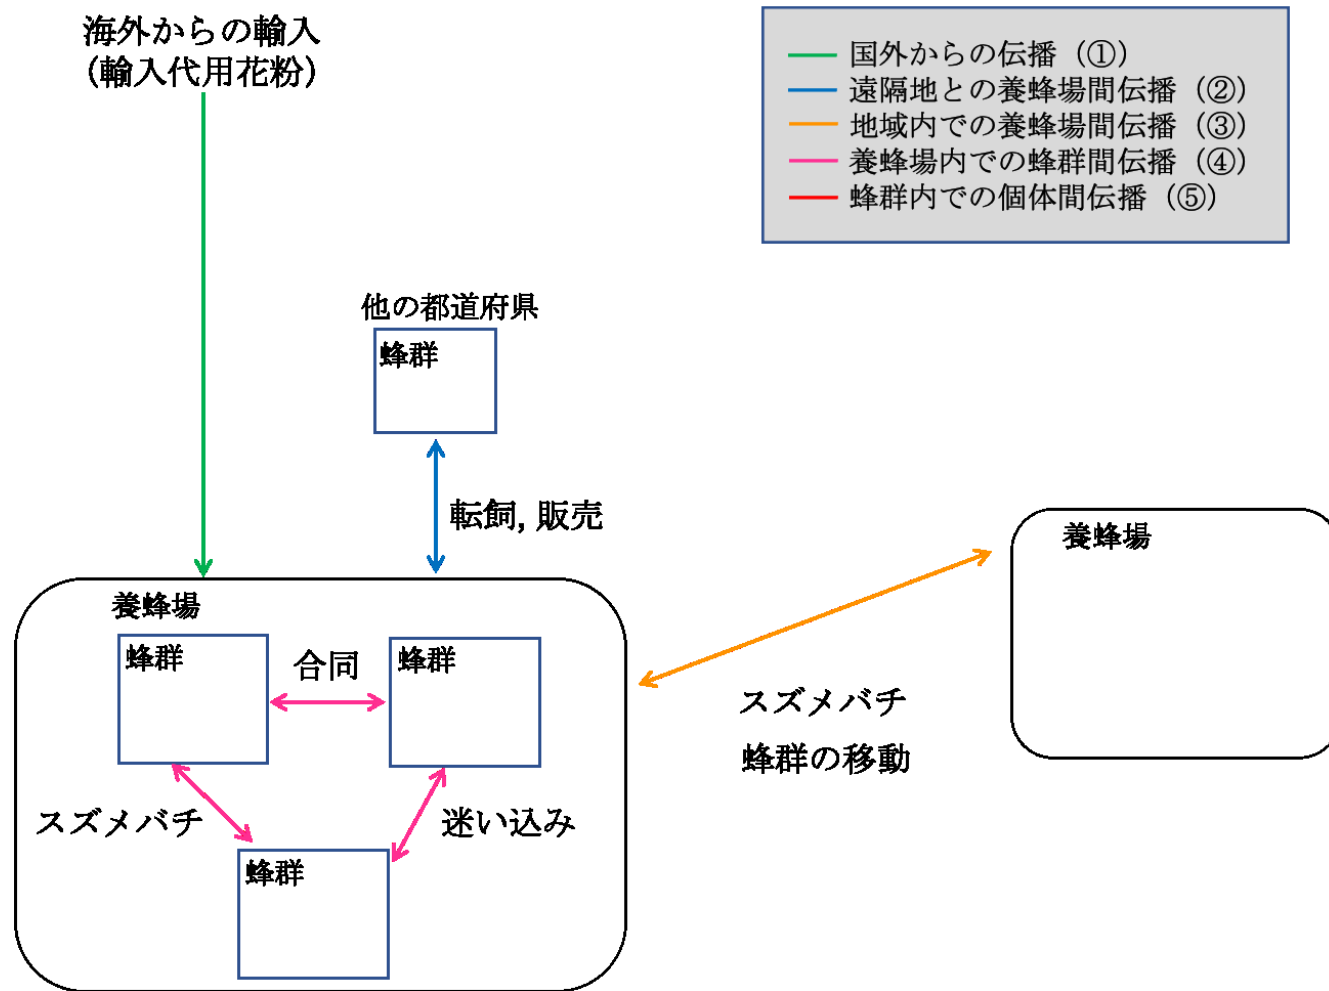 海外からの輸入
(輸入代用花粉)
国外からの伝播（①）
遠隔地との養蜂場間伝播（②）
地域内での養蜂場間伝播（③）
養蜂場内での蜂群間伝播（④）
蜂群内での個体間伝播（⑤）
他の都道府県
蜂群
転飼, 販売
養蜂場
養蜂場
蜂群
合同
蜂群
スズメバチ
蜂群の移動
スズメバチ
迷い込み
蜂群